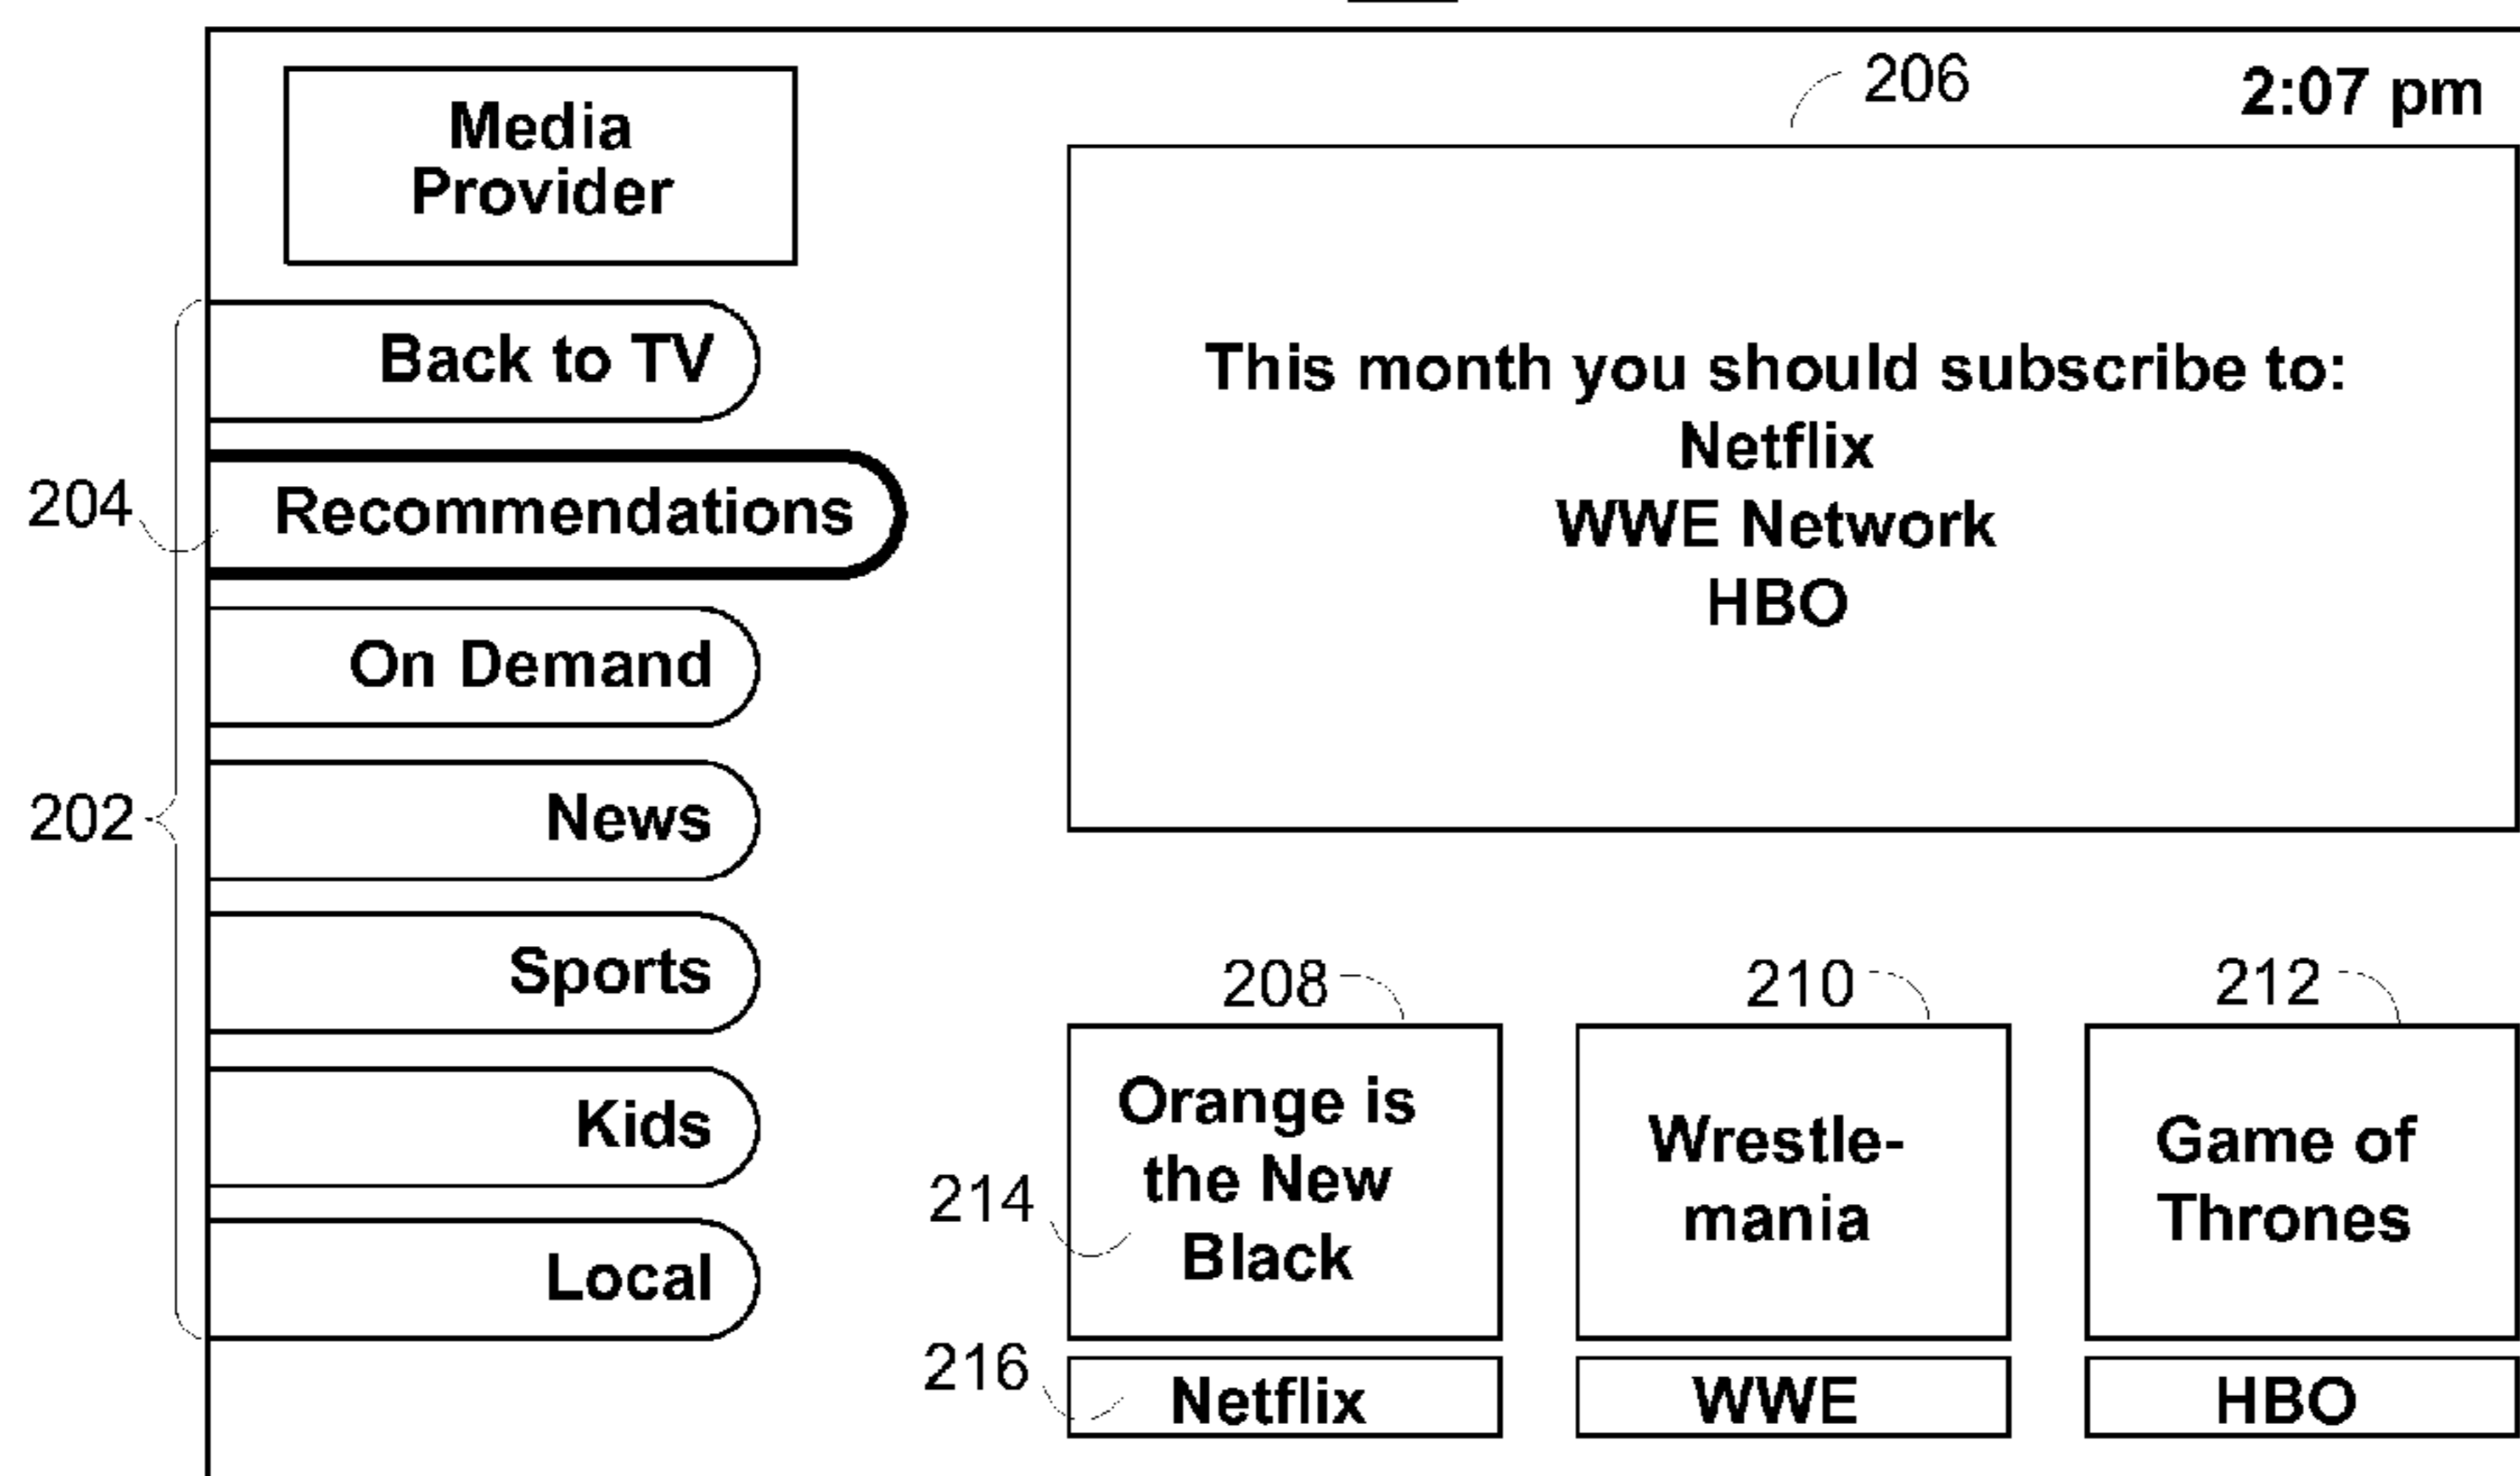 206
2:07 pm
Media
Provider
Back to TV
204
Recommendations
On Demand
202
News
Sports
Kids
Local
This month you should subscribe to:
Netflix
WWE Network
HBO
208
210
212
Orange is
the New
Black
214
Wrestle-
mania
Game of
Thrones
216
Netflix
WWE
HBO